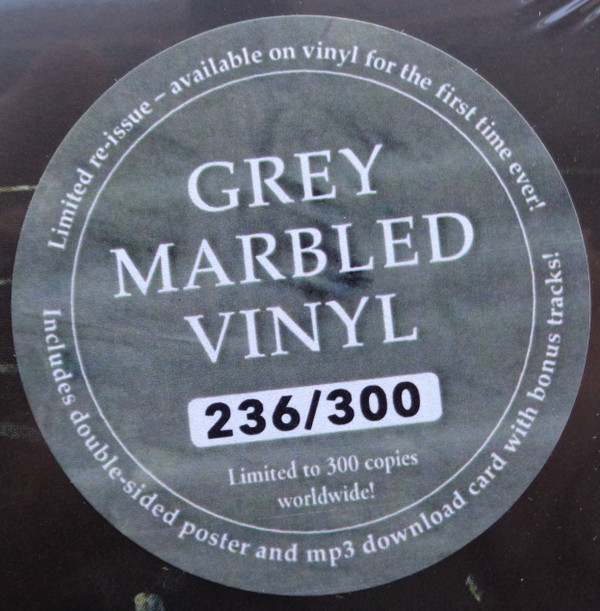 Limited re-issue – available on vinyl for the first time ever!
GREY
MARBLED
VINYL
236/300
Limited to 300 copies
worldwide!
Includes double-sided poster and mp3 download card with bonus tracks!